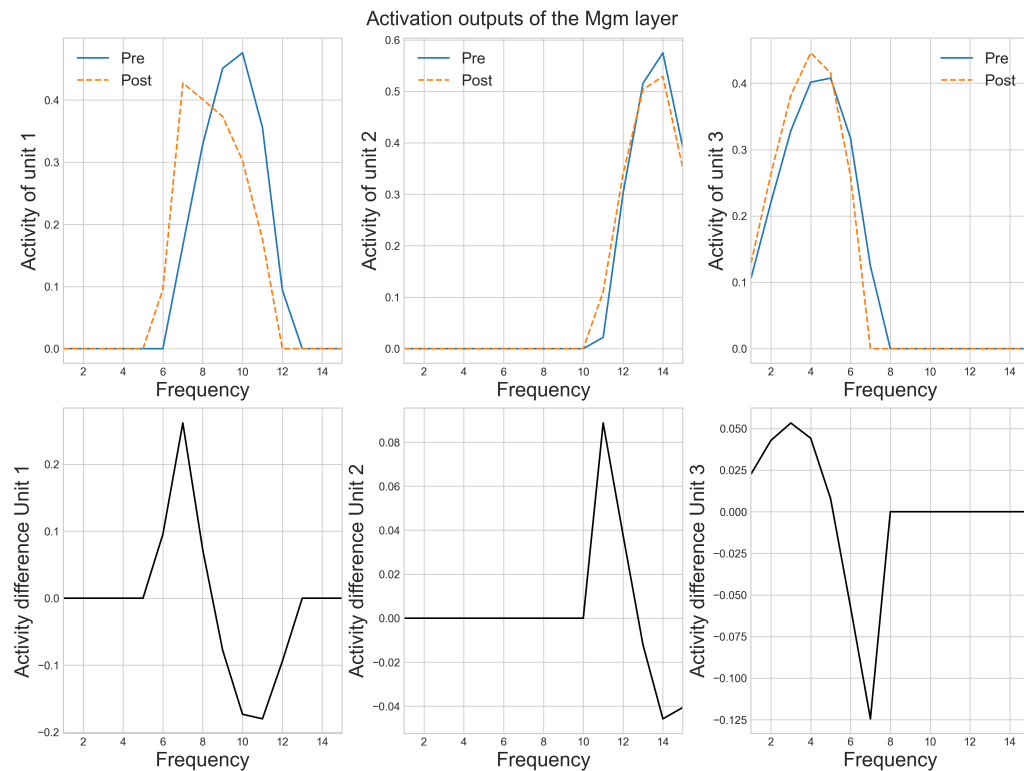 Activation outputs of the Mgm layer
Activity of unit 1
0.4
0.3
0.2
0.1
0.0
Pre
Post
2 4 6 8 10 12 14
Frequency
Activity of unit 2
0.6
0.5
0.4
0.3
0.2
0.1
0.0
Pre
Post
2 4 6 8 10 12 14
Frequency
Activity of unit 3
0.4
0.3
0.2
0.1
0.0
Pre
Post
2 4 6 8 10 12 14
Frequency
Activity difference Unit 1
0.2
0.1
0.0
−0.1
−0.2
2 4 6 8 10 12 14
Frequency
Activity difference Unit 2
0.08
0.06
0.04
0.02
0.00
−0.02
−0.04
2 4 6 8 10 12 14
Frequency
Activity difference Unit 3
0.050
0.025
0.000
−0.025
−0.050
−0.075
−0.100
−0.125
2 4 6 8 10 12 14
Frequency